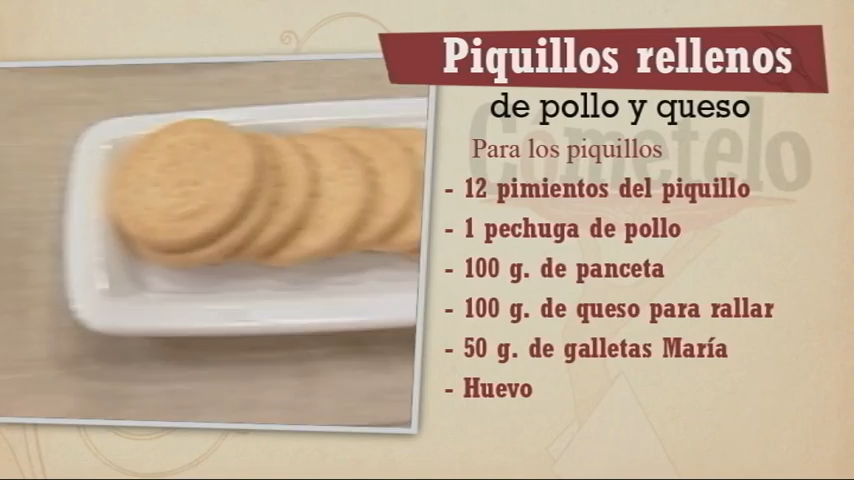 Piquillos rellenos
de pollo y queso
Cometelo
Para los piquillos
- 12 pimientos del piquillo
- 1 pechuga de pollo
- 100 g. de panceta
- 100 g. de queso para rallar
- 50 g. de galletas María
- Huevo